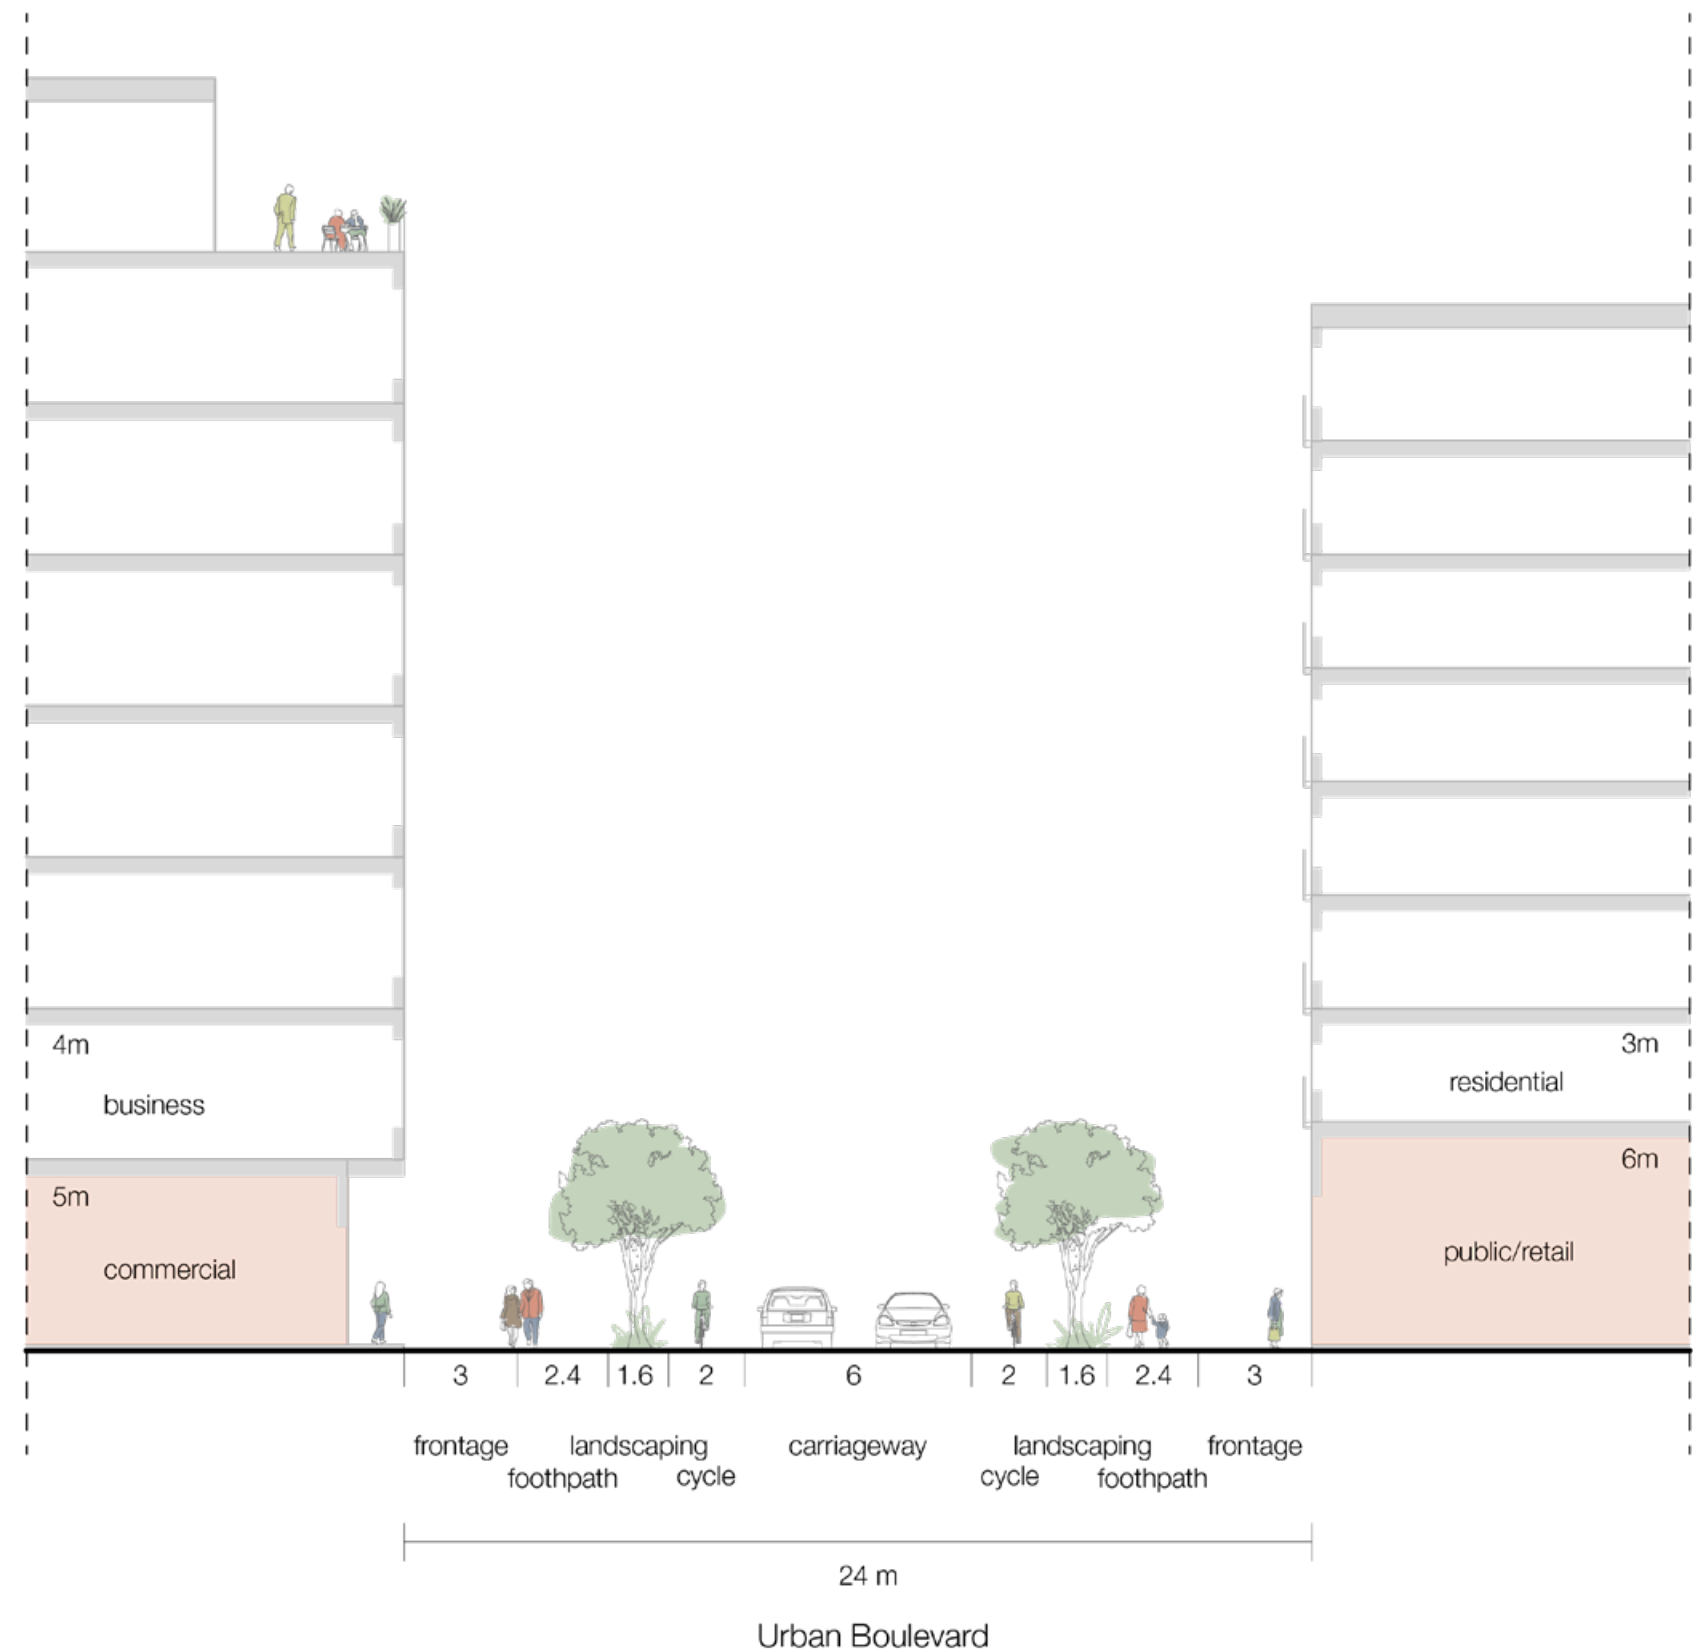 4m
3m
business
residential
5m
6m
commercial
public/retail
3 2.4 1.6 2 6 2 1.6 2.4 3
frontage landscaping carriageway landscaping frontage
foothpath cycle cycle foothpath
24 m
Urban Boulevard